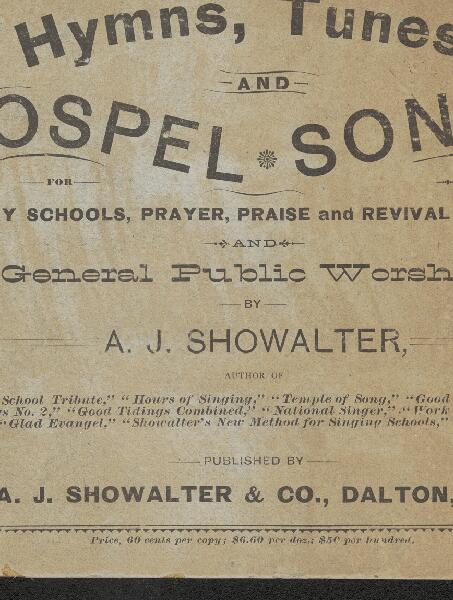 Hymns, Tunes
AND
OSPEL SON
FOR
Y SCHOOLS, PRAYER, PRAISE and REVIVAL
AND
General Public Worsh
BY
A. J. SHOWALTER,
AUTHOR OF
School Tribute," "Hours of Singing," "Temple of Song," "Good
s No. 2," "Good Tidings Combined," "National Singer," "Work
"Glad Evangel," "Showalter's New Method for Singing Schools,"
PUBLISHED BY
A. J. SHOWALTER & CO., DALTON,
Price, 60 cents per copy; $6.60 per doz.; $50 per hundred.